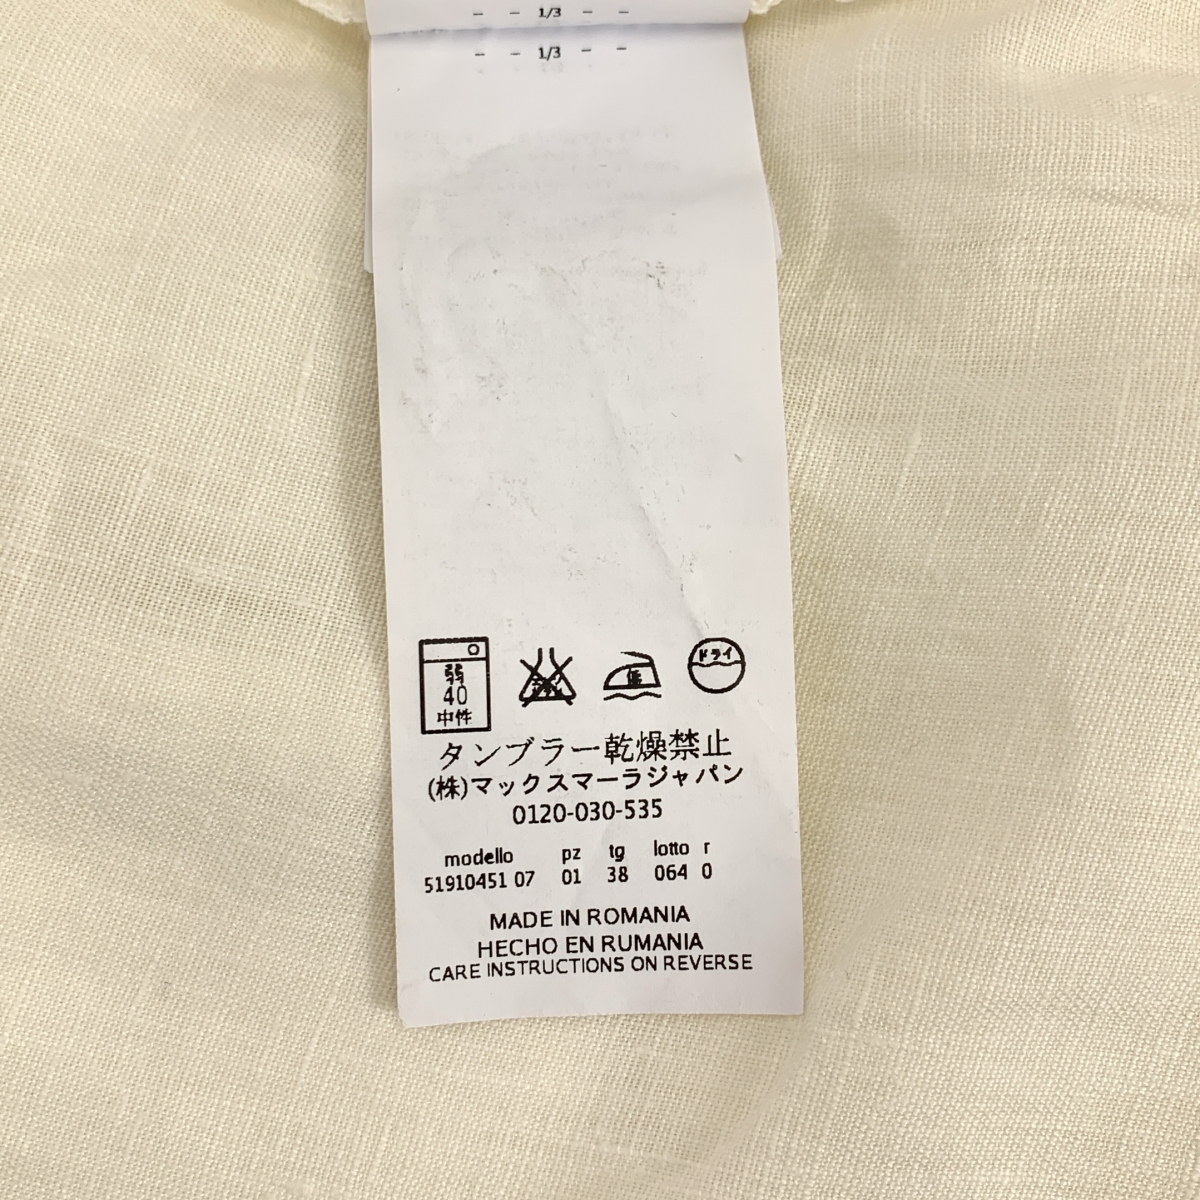 - - 1/3 - -
- - 1/3 - -
弱
40
中性
低
ドライ
タンブラー乾燥禁止
(株)マックスマーラジャパン
0120-030-535
modello pz tg lotto r
51910451 07 01 38 064 0
MADE IN ROMANIA
HECHO EN RUMANIA
CARE INSTRUCTIONS ON REVERSE